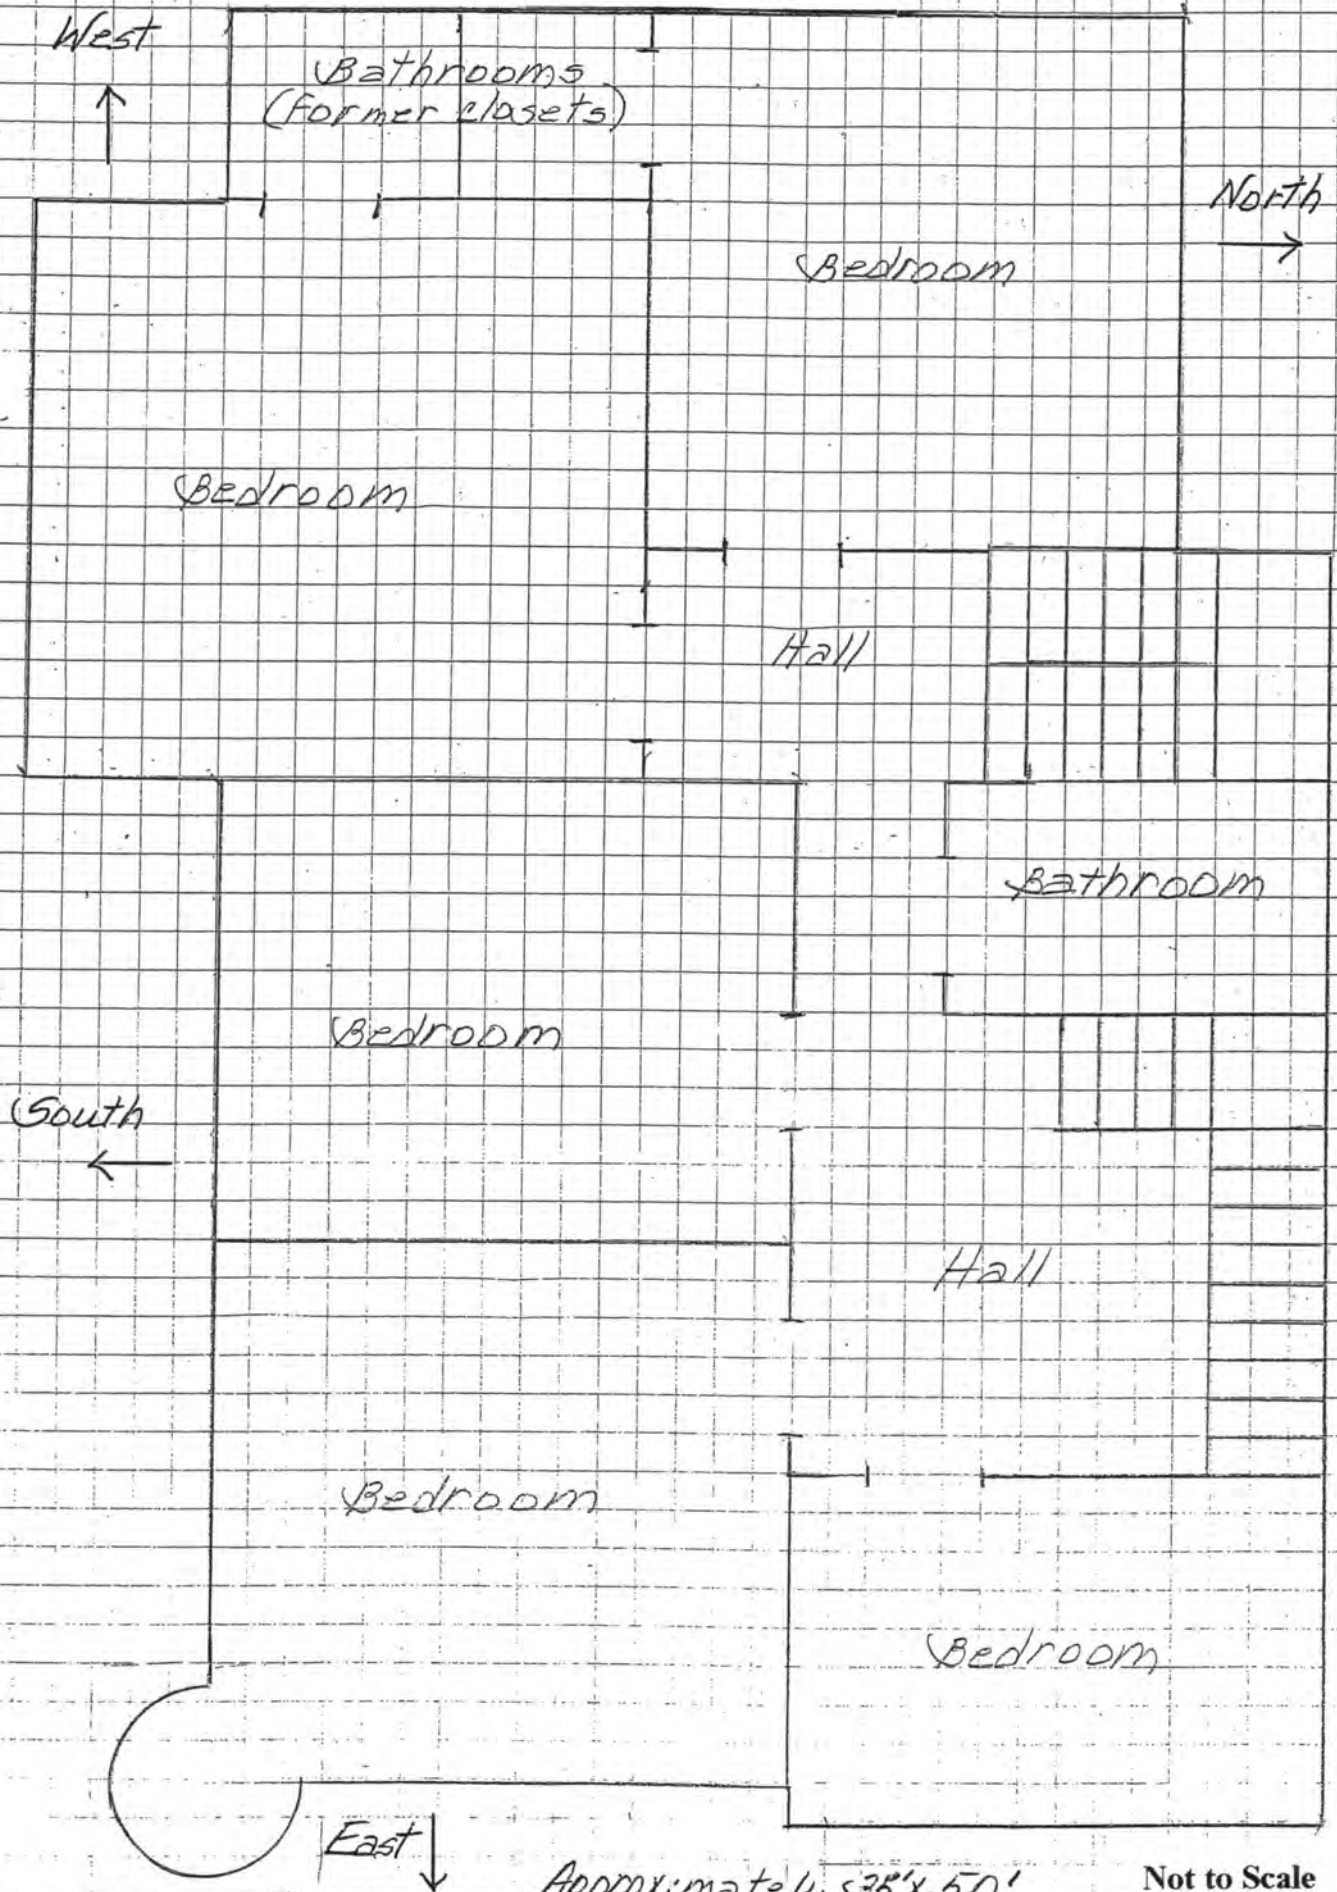 West
Bathrooms
(Former closets)
North
Bedroom
Bedroom
Hall
Bathroom
Bedroom
South
Hall
Bedroom
Bedroom
East
Approximately 50'
Not to Scale